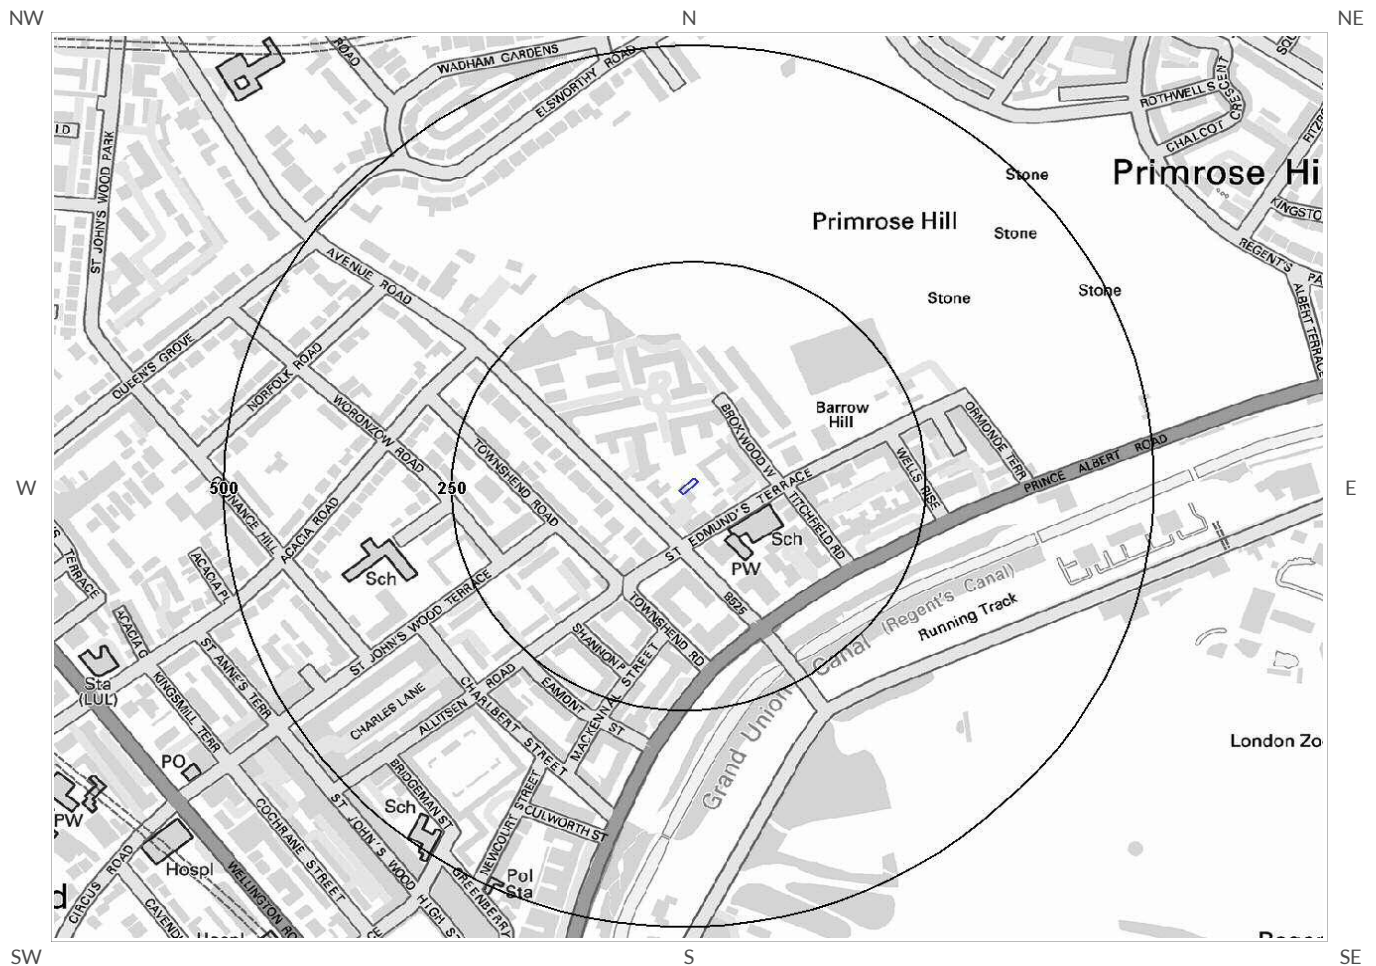 NW
N
NE
ROAD
WADHAM GARDENS
ELSWORTHY ROAD
ROTHWELL S
CHALCOT CRESCENT
Primrose Hi
ST JOHN'S WOOD PARK
Stone
Primrose Hill
Stone
KINGSTO
REGENT'S PA
AVENUE ROAD
Stone
Stone
ALBERT TERRACE
QUEEN'S GROVE
NORFOLK ROAD
WORONZOW ROAD
TOWNSHEND ROAD
BROXWOOD W
Barrow
Hill
ORMONDE TERR
PRINCE ALBERT ROAD
WELLS RISE
W
500
250
E
ACACIA ROAD
ST EDMUND'S TERRACE
TITCHFIELD RD
Sch
PW
TERRACE
ACACIA PL
Sch
ACACIA G
ST JOHN'S WOOD TERRACE
B525
TOWNSHEND RD
(Regent's Canal)
Running Track
Grand Union Canal
SHANNON P
MACKENNAL STREET
EAMONT ST
Sta
(LUL)
ST ANNE'S TERR
KINGSMILL TERR
CHARLES LANE
ALLITSEN ROAD
CHARLBERT STREET
London Zo
PO
BRIDGEMAN ST
Sch
NEWCOURT STREET
CULWORTH ST
PW
COCHRANE STREET
ST JOHN'S WOOD HIGH S
Hospl
CIRCUS ROAD
WELLINGTON RO
CAVEND
GREENBERRY
Pol
Sta
d
SW
S
SE